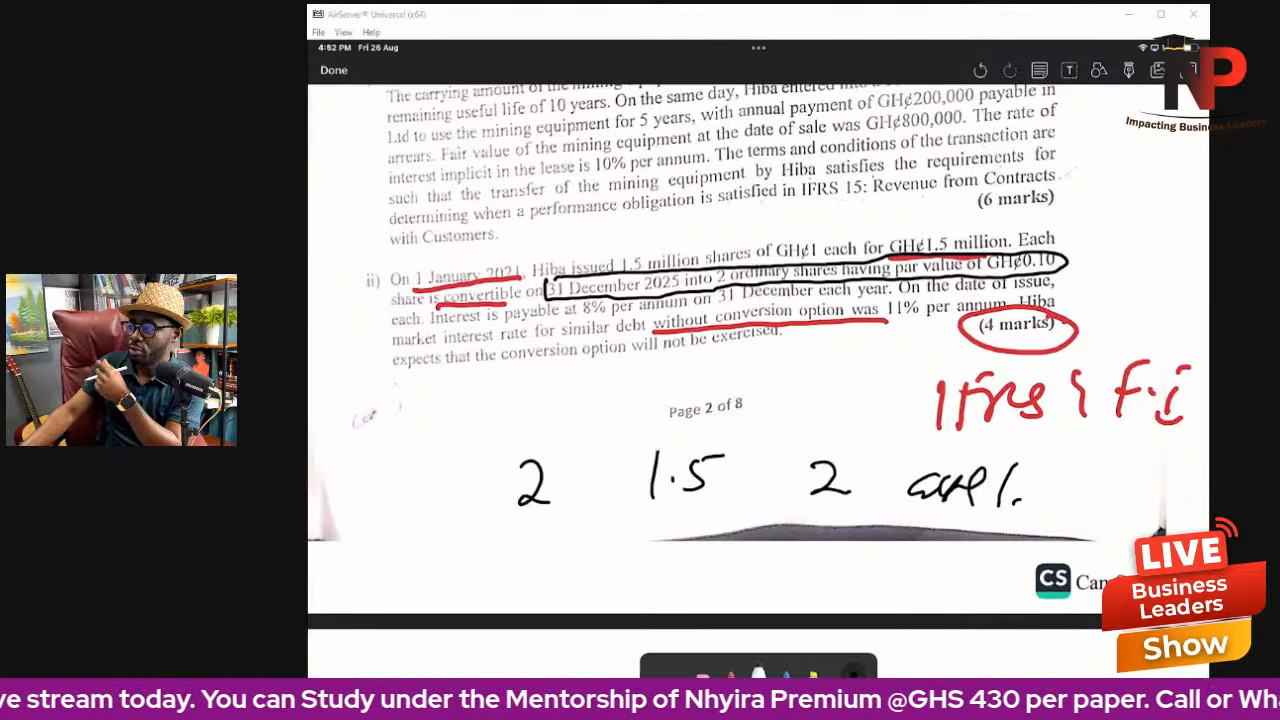 AirServer® Universal (x64)
File View Help
4:52 PM Fri 26 Aug
Done
The carrying amount of the mining
remaining useful life of 10 years. On the same day, Hiba entered into a
Ltd to use the mining equipment for 5 years, with annual payment of GH¢200,000 payable in
arrears. Fair value of the mining equipment at the date of sale was GH¢800,000. The rate of
interest implicit in the lease is 10% per annum. The terms and conditions of the transaction are
such that the transfer of the mining equipment by Hiba satisfies the requirements for
determining when a performance obligation is satisfied in IFRS 15: Revenue from Contracts
with Customers.
(6 marks)
ii) On 1 January 2021, Hiba issued 1.5 million shares of GH¢1 each for GH¢1.5 million. Each
share is convertible on 31 December 2025 into 2 ordinary shares having par value of GH¢0.10
each. Interest is payable at 8% per annum on 31 December each year. On the date of issue,
market interest rate for similar debt without conversion option was 11% per annum. Hiba
expects that the conversion option will not be exercised.
(4 marks)
Page 2 of 8
IFRS 9 F.I
2 1.5 2
CS Cam
NP
Impacting Business Leaders
LIVE
Business
Leaders
Show
ve stream today. You can Study under the Mentorship of Nhyira Premium @GHS 430 per paper. Call or Wha